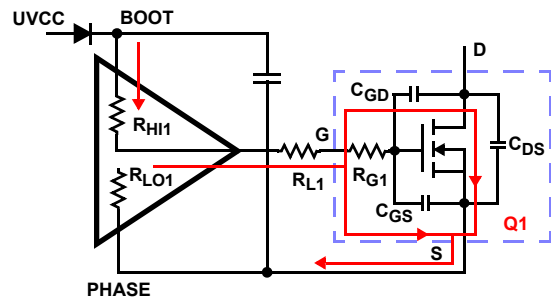 UVCC
BOOT
D
CGD
RHI1
G
CDS
RLO1
RL1
RG1
CGS
Q1
S
PHASE